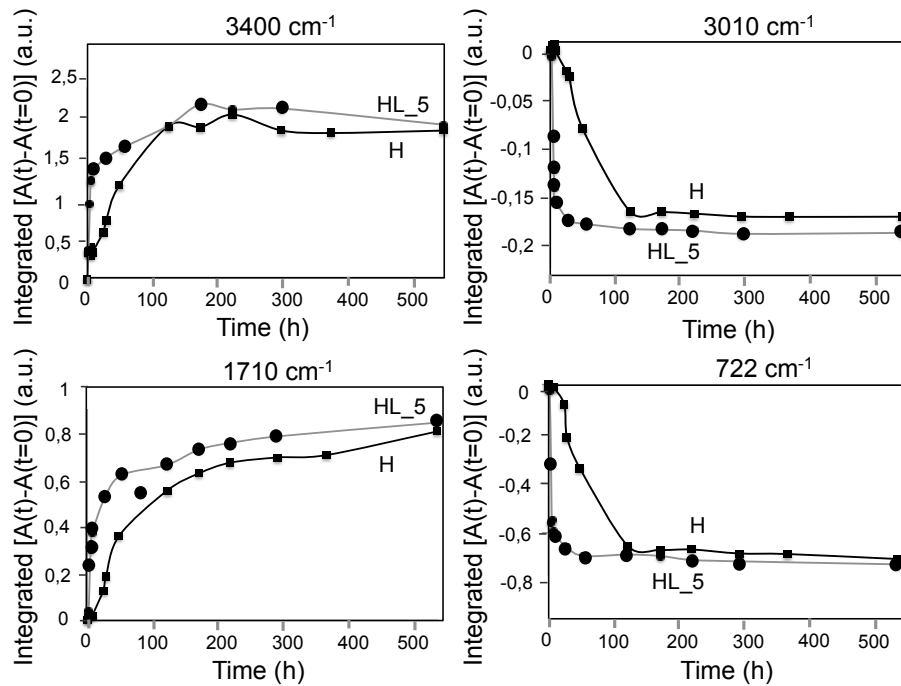 3400 cm⁻¹
Integrated [A(t)-A(t=0)] (a.u.)
2,5
2
1,5
1
0,5
0
HL_5
H
0 100 200 300 400 500
Time (h)
3010 cm⁻¹
Integrated [A(t)-A(t=0)] (a.u.)
0
-0,05
-0,1
-0,15
-0,2
H
HL_5
0 100 200 300 400 500
Time (h)
1710 cm⁻¹
Integrated [A(t)-A(t=0)] (a.u.)
1
0,8
0,6
0,4
0,2
0
HL_5
H
0 100 200 300 400 500
Time (h)
722 cm⁻¹
Integrated [A(t)-A(t=0)] (a.u.)
0
-0,2
-0,4
-0,6
-0,8
H
HL_5
0 100 200 300 400 500
Time (h)